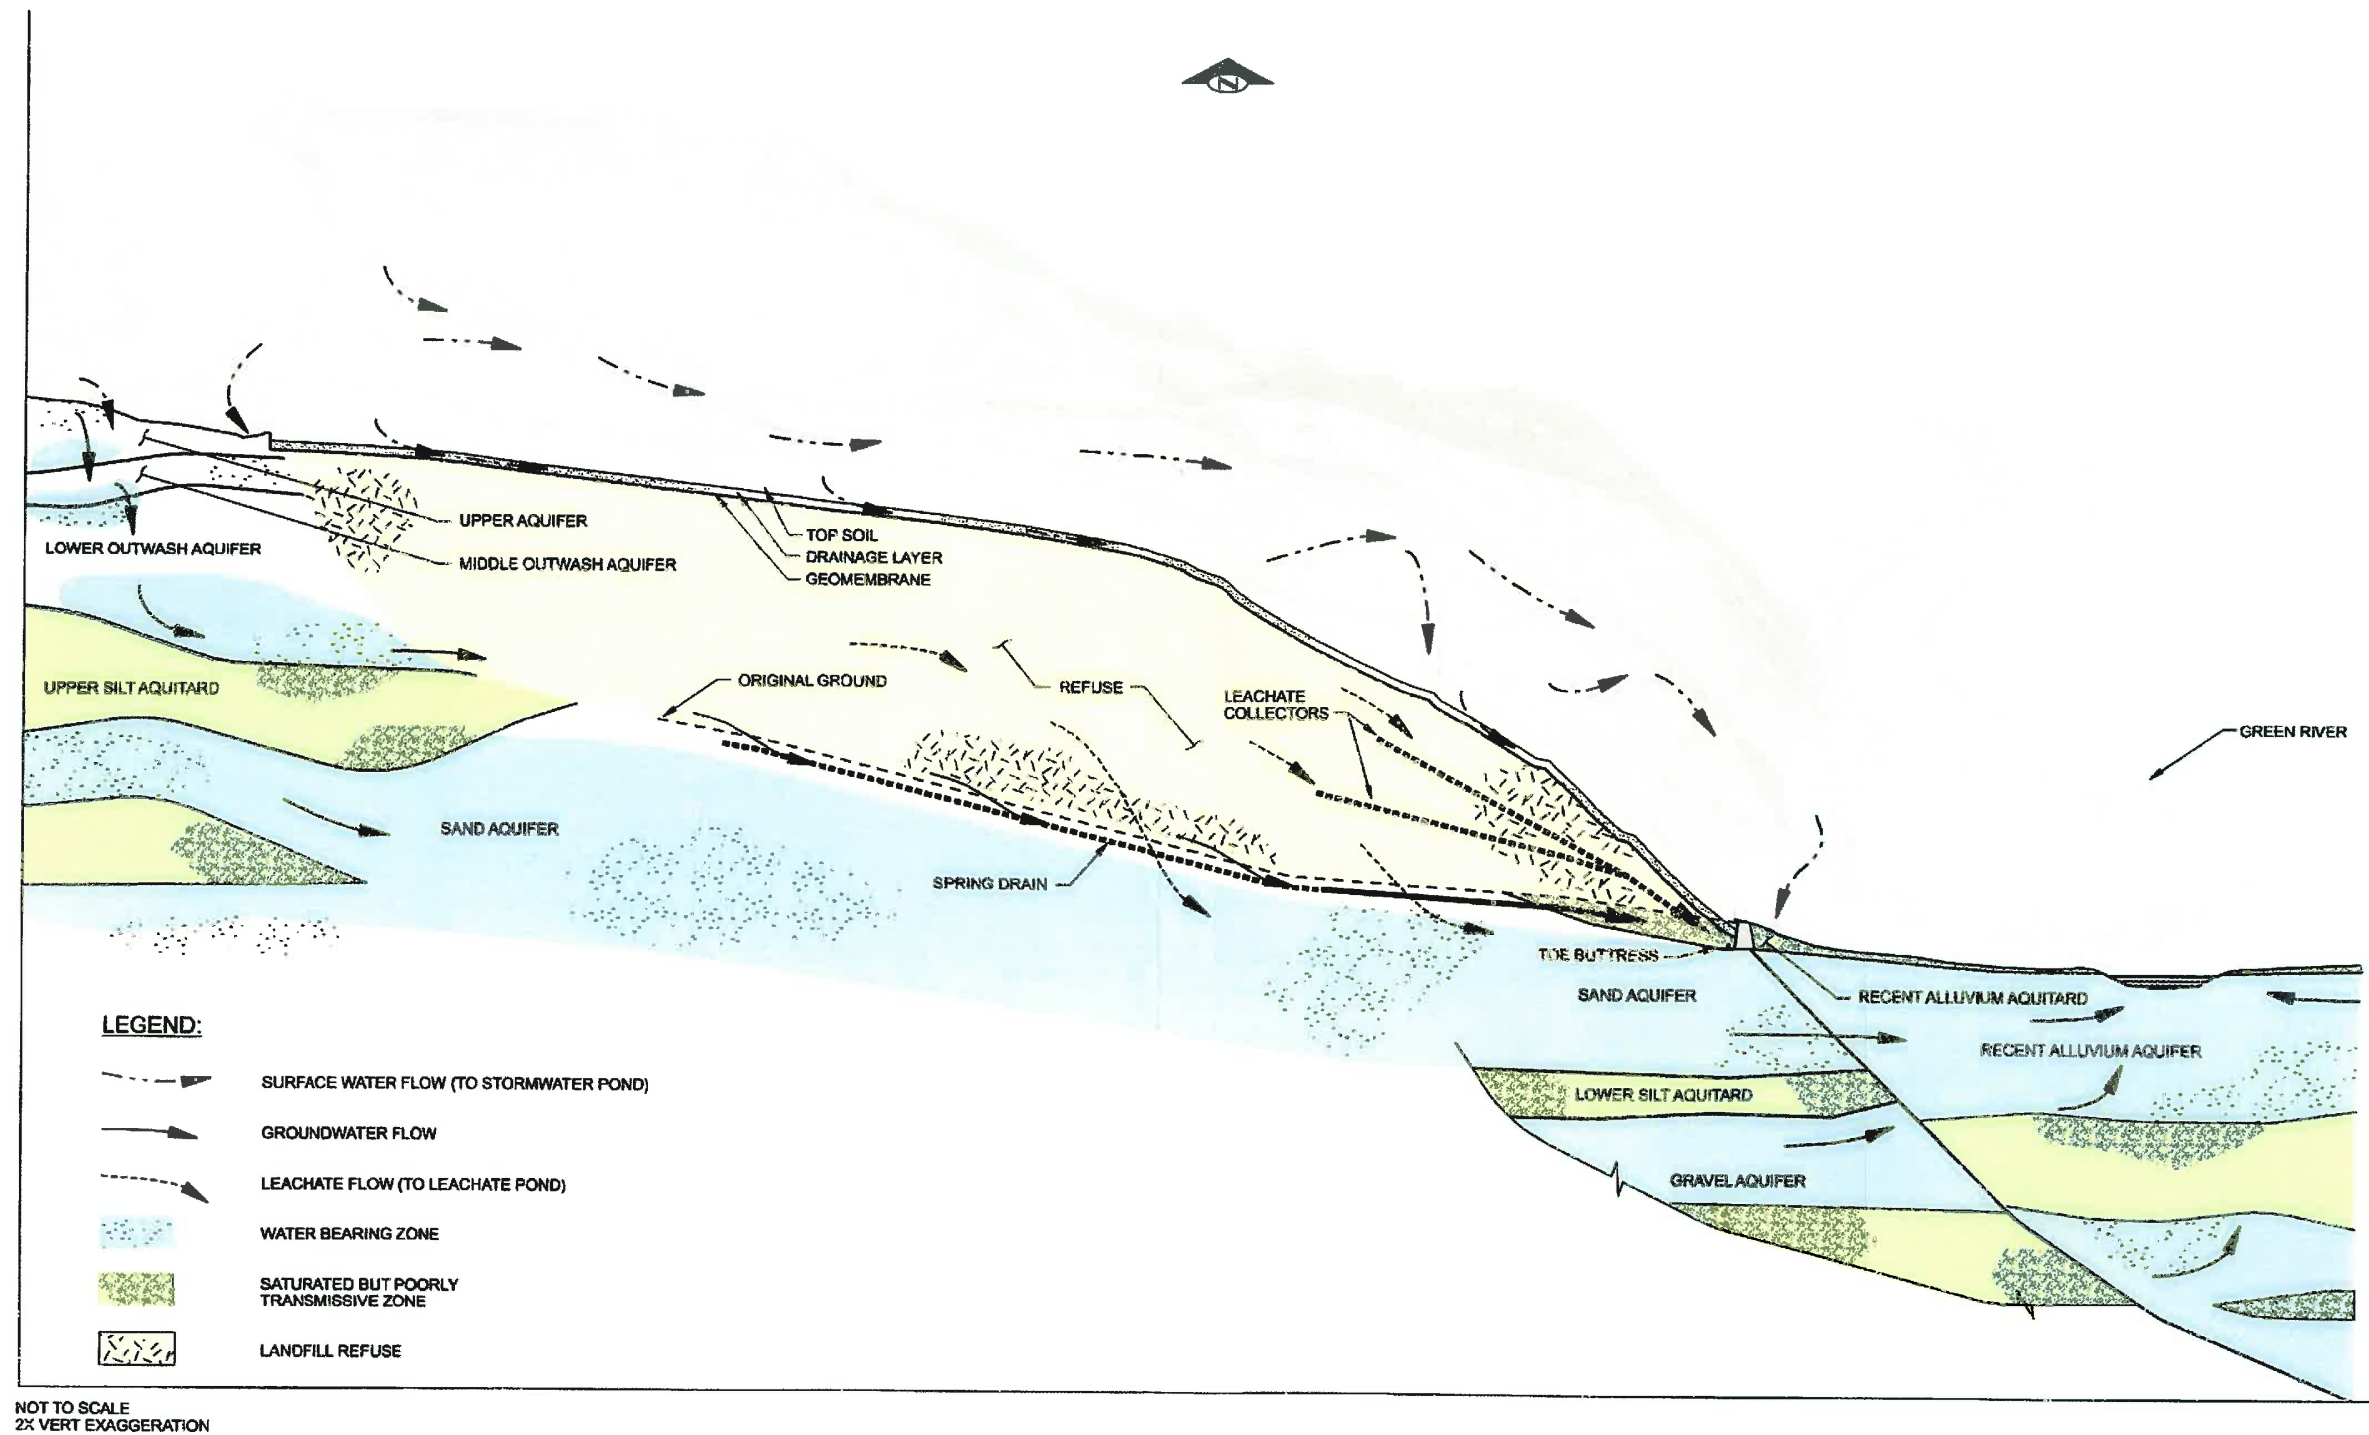 N
UPPER AQUIFER
LOWER OUTWASH AQUIFER
MIDDLE OUTWASH AQUIFER
TOP SOIL
DRAINAGE LAYER
GEOMEMBRANE
UPPER SILT AQUITARD
ORIGINAL GROUND
REFUSE
LEACHATE
COLLECTORS
GREEN RIVER
SAND AQUIFER
SPRING DRAIN
TOE BUTTRESS
SAND AQUIFER
RECENT ALLUVIUM AQUITARD
RECENT ALLUVIUM AQUIFER
LOWER SILT AQUITARD
GRAVEL AQUIFER
LEGEND:
SURFACE WATER FLOW (TO STORMWATER POND)
GROUNDWATER FLOW
LEACHATE FLOW (TO LEACHATE POND)
WATER BEARING ZONE
SATURATED BUT POORLY
TRANSMISSIVE ZONE
LANDFILL REFUSE
NOT TO SCALE
2X VERT EXAGGERATION